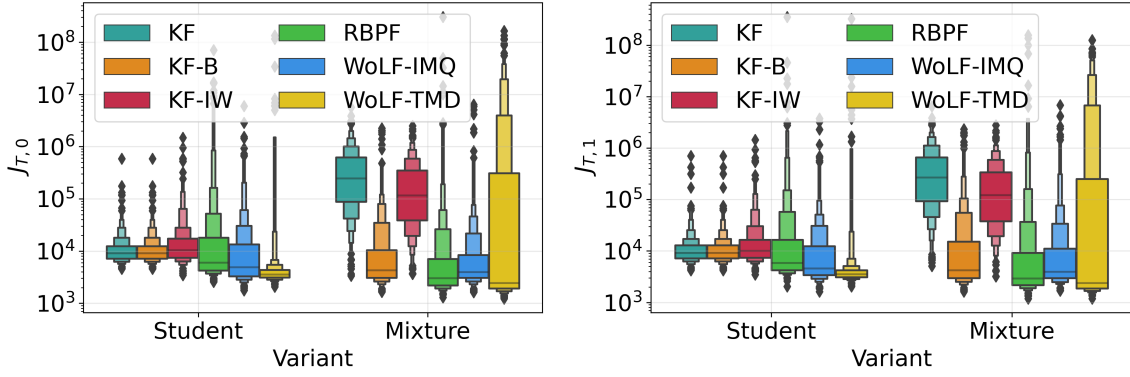 J_{T,0}
10^8
10^7
10^6
10^5
10^4
10^3
KF RBPF
KF-B WoLF-IMQ
KF-IW WoLF-TMD
Student Mixture
Variant
J_{T,1}
10^8
10^7
10^6
10^5
10^4
10^3
KF RBPF
KF-B WoLF-IMQ
KF-IW WoLF-TMD
Student Mixture
Variant